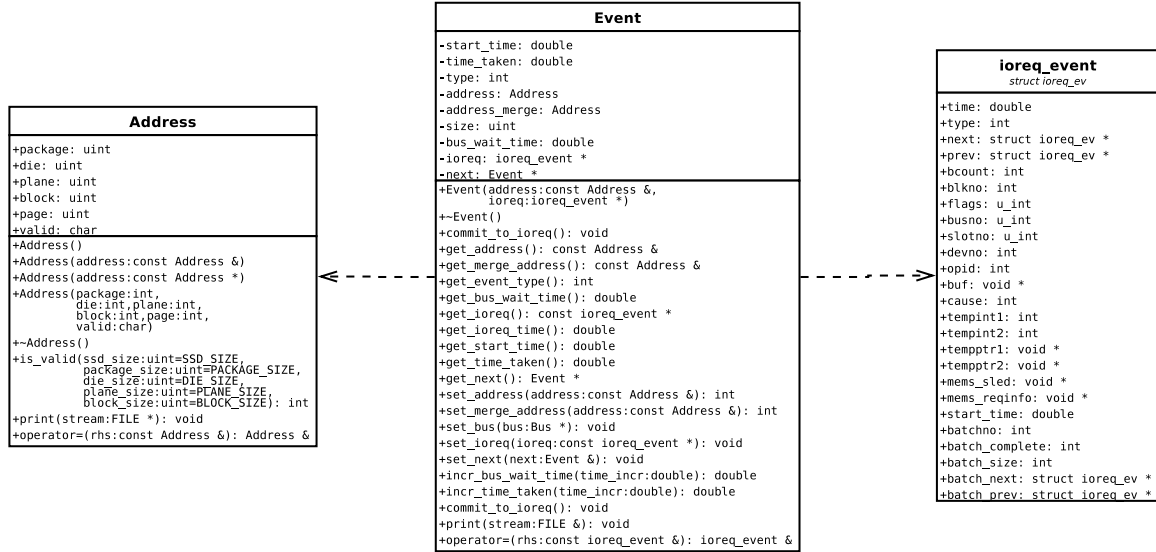 Address
+package: uint
+die: uint
+plane: uint
+block: uint
+page: uint
+valid: char
+Address()
+Address(address:const Address &)
+Address(address:const Address *)
+Address(package:int,
die:int,plane:int,
block:int,page:int,
valid:char)
+~Address()
+is_valid(ssd_size:uint=SSD_SIZE,
package_size:uint=PACKAGE_SIZE,
die_size:uint=DIE_SIZE,
plane_size:uint=PLANE_SIZE,
block_size:uint=BLOCK_SIZE): int
+print(stream:FILE *): void
+operator=(rhs:const Address &): Address &
Event
-start_time: double
-time_taken: double
-type: int
-address: Address
-address_merge: Address
-size: uint
-bus_wait_time: double
-ioreq: ioreq_event *
-next: Event *
+Event(address:const Address &,
ioreq:ioreq_event *)
+~Event()
+commit_to_ioreq(): void
+get_address(): const Address &
+get_merge_address(): const Address &
+get_event_type(): int
+get_bus_wait_time(): double
+get_ioreq(): const ioreq_event *
+get_ioreq_time(): double
+get_start_time(): double
+get_time_taken(): double
+get_next(): Event *
+set_address(address:const Address &): int
+set_merge_address(address:const Address &): int
+set_bus(bus:Bus *): void
+set_ioreq(ioreq:const ioreq_event *): void
+set_next(next:Event &): void
+incr_bus_wait_time(time_incr:double): double
+incr_time_taken(time_incr:double): double
+commit_to_ioreq(): void
+print(stream:FILE &): void
+operator=(rhs:const ioreq_event &): ioreq_event &
ioreq_event
struct ioreq_ev
+time: double
+type: int
+next: struct ioreq_ev *
+prev: struct ioreq_ev *
+bcount: int
+blkno: int
+flags: u_int
+busno: u_int
+slotno: u_int
+devno: int
+opid: int
+buf: void *
+cause: int
+tempint1: int
+tempint2: int
+tempptr1: void *
+tempptr2: void *
+mems_sled: void *
+mems_reqinfo: void *
+start_time: double
+batchno: int
+batch_complete: int
+batch_size: int
+batch_next: struct ioreq_ev *
+batch_prev: struct ioreq_ev *